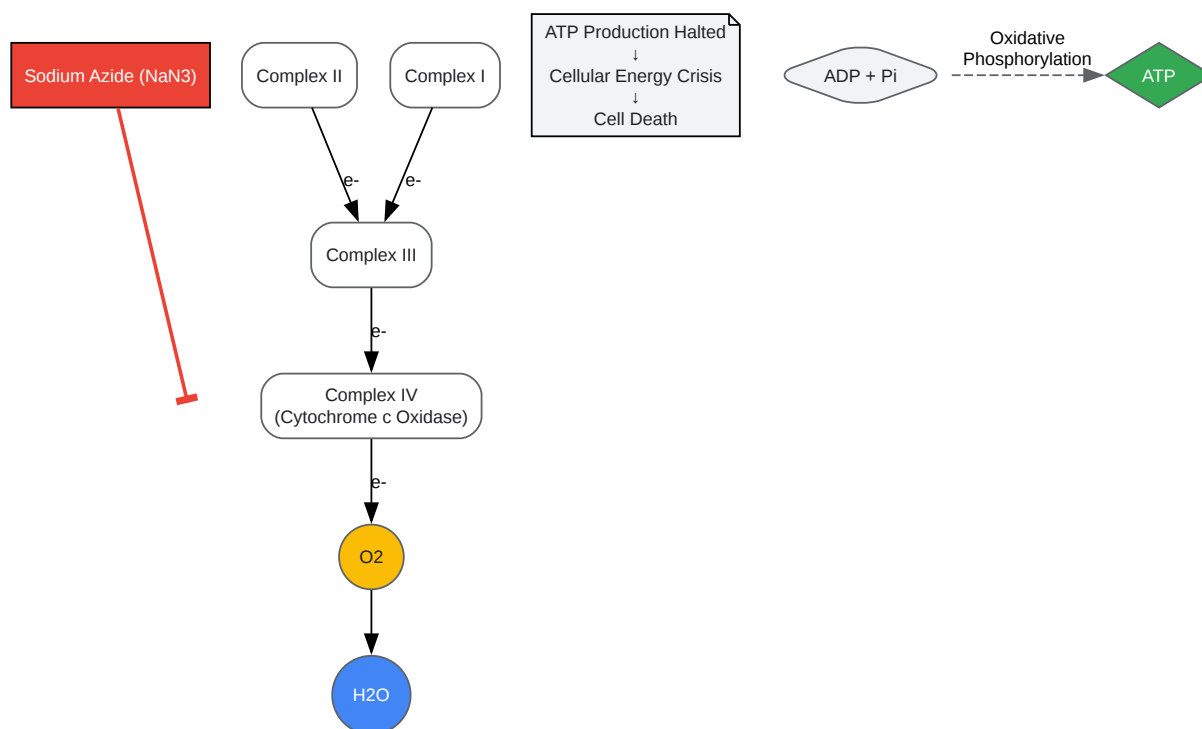 Sodium Azide (NaN3)
Complex II
Complex I
ATP Production Halted
↓
Cellular Energy Crisis
↓
Cell Death
ADP + Pi
Oxidative
Phosphorylation
ATP
e-
e-
Complex III
e-
Complex IV
(Cytochrome c Oxidase)
e-
O2
H2O